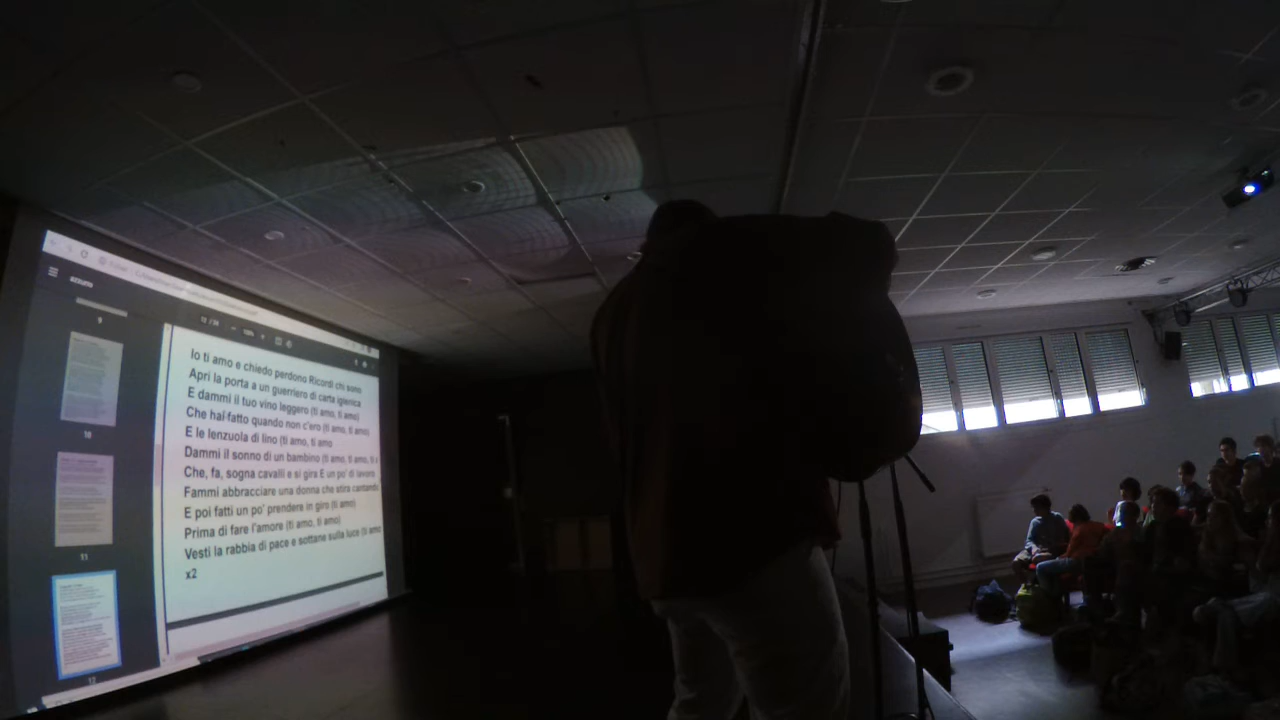 9
10
11
12
Io ti amo e chiedo perdono Ricordi chi sono
Apri la porta a un guerriero di carta igienica
E dammi il tuo vino leggero (ti amo, ti amo)
Che hai fatto quando non c'ero (ti amo, ti amo)
E le lenzuola di lino (ti amo, ti amo
Dammi il sonno di un bambino (ti amo, ti amo, ti
Che, fa, sogna cavalli e si gira E un po' di lavoro
Fammi abbracciare una donna che stira cantando
E poi fatti un po' prendere in giro (ti amo)
Prima di fare l'amore (ti amo, ti amo)
Vesti la rabbia di pace e sottane sulla luce (ti amo
x2